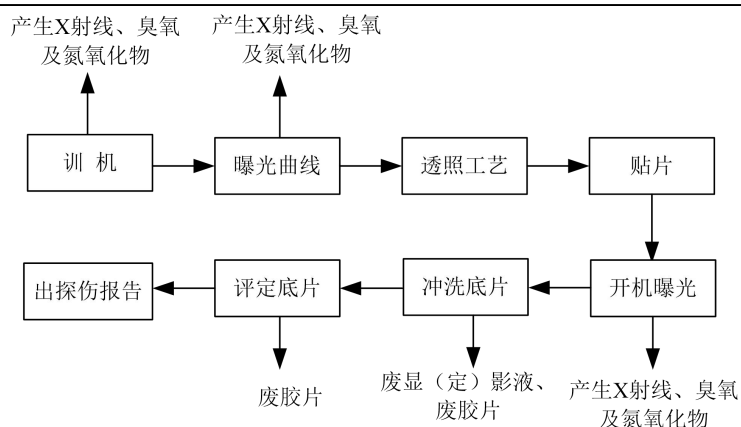 产生X射线、臭氧
及氮氧化物
产生X射线、臭氧
及氮氧化物
训 机
曝光曲线
透照工艺
贴片
出探伤报告
评定底片
冲洗底片
开机曝光
废胶片
废显（定）影液、
废胶片
产生X射线、臭氧
及氮氧化物